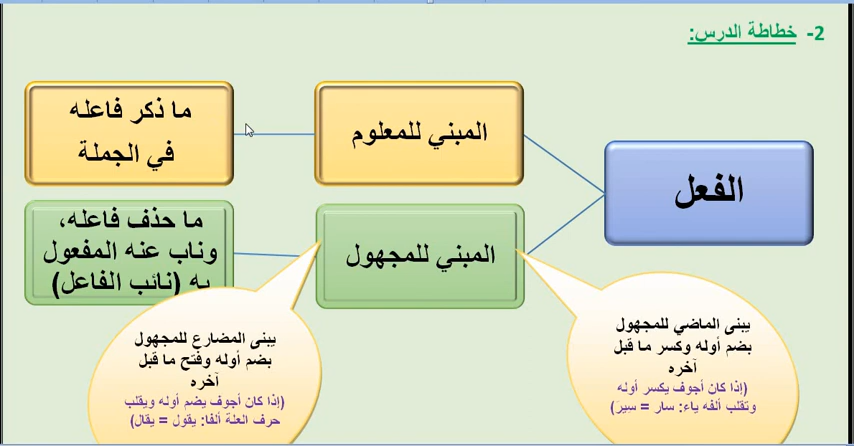 2- خطاطة الدرس:
الفعل
المبني للمعلوم
ما ذكر فاعله
في الجملة
المبني للمجهول
ما حذف فاعله،
وناب عنه المفعول
به (نائب الفاعل)
يبنى الماضي للمجهول
بضم أوله وكسر ما قبل
آخره
(إذا كان أجوف يكسر أوله
وتقلب ألفه ياء: سار = سيرَ)
يبنى المضارع للمجهول
بضم أوله وفتح ما قبل
آخره
(إذا كان أجوف يضم أوله ويقلب
حرف العلة ألفا: يقول = يقال)